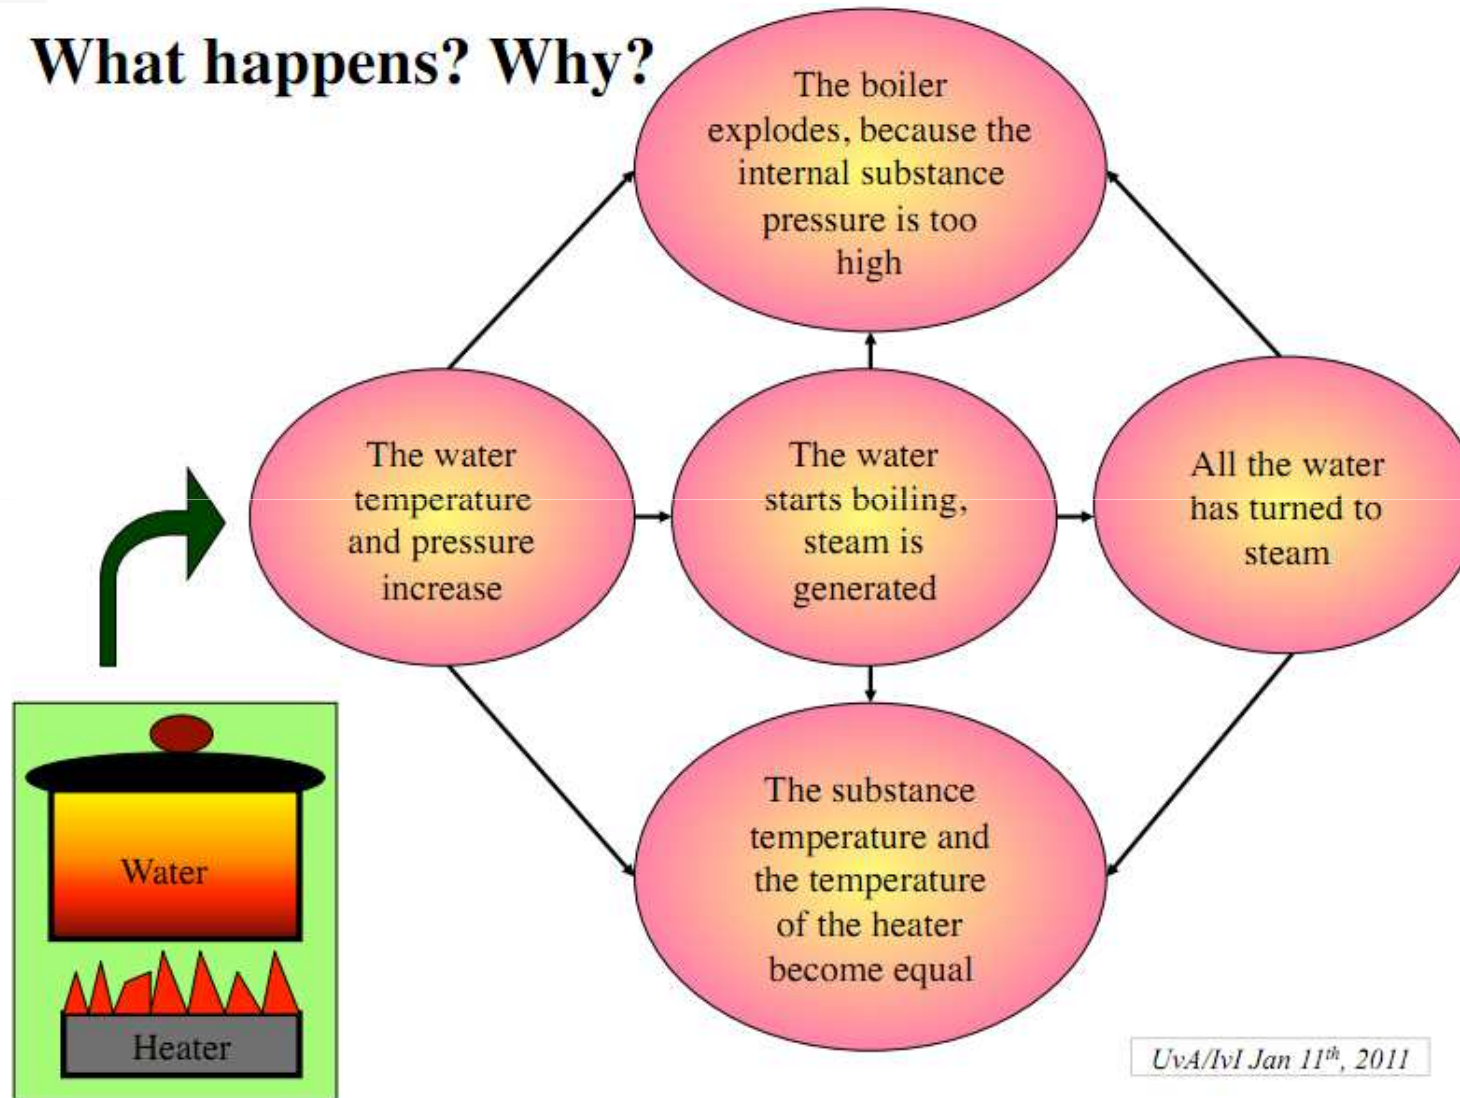 What happens? Why?
The boiler
explodes, because the
internal substance
pressure is too
high
The water
temperature
and pressure
increase
The water
starts boiling,
steam is
generated
All the water
has turned to
steam
The substance
temperature and
the temperature
of the heater
become equal
Water
Heater
UvA/IvI Jan 11th, 2011